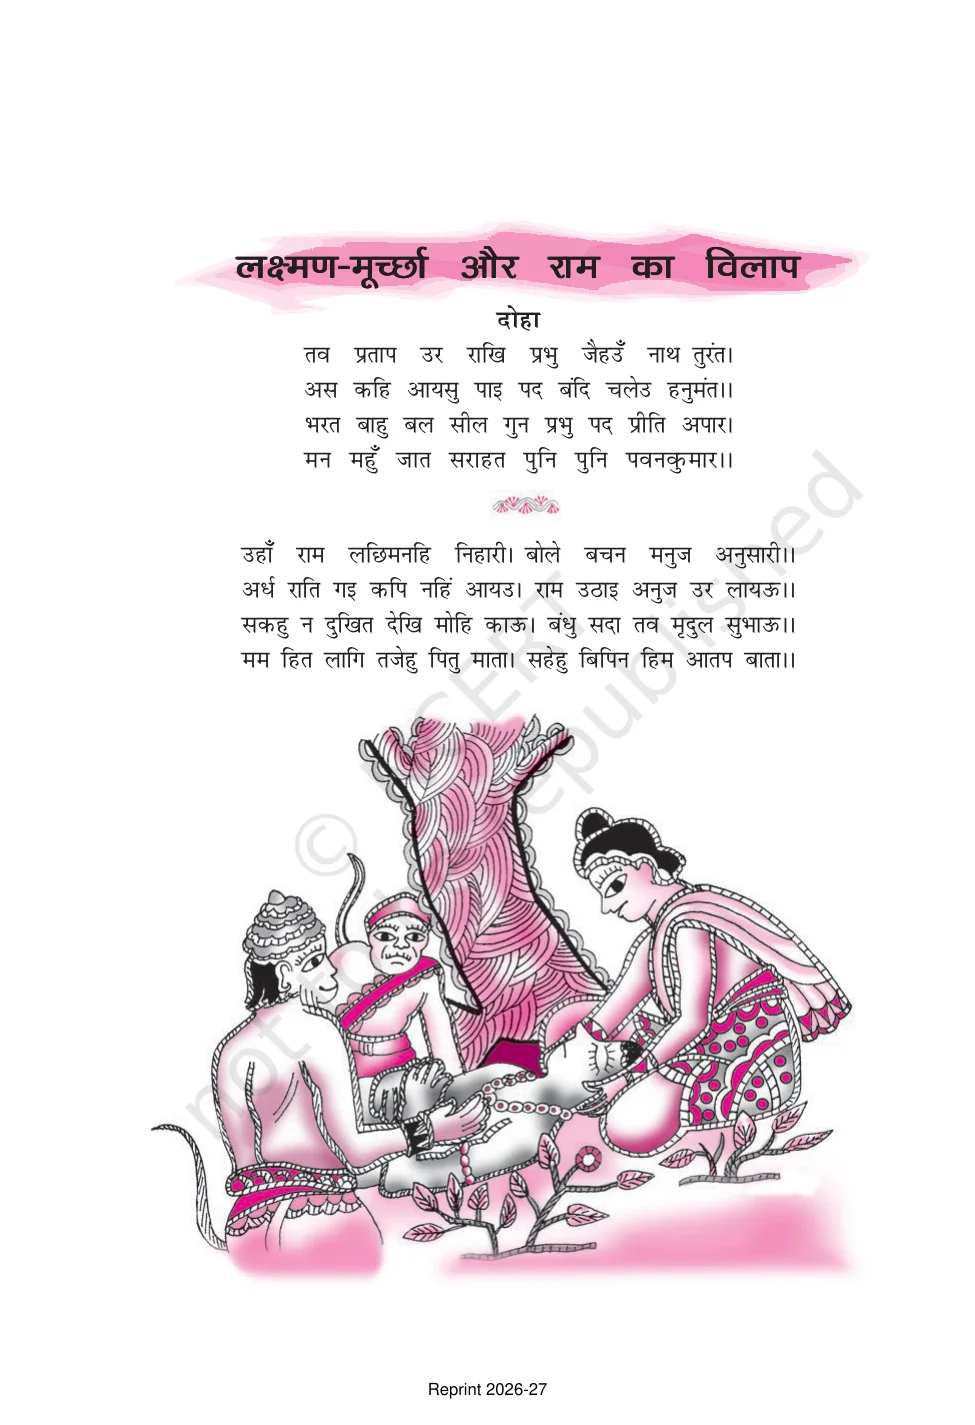 लक्ष्मण-मूर्च्छा और राम का विलाप
दोहा
तव प्रताप उर राखि प्रभु जैहउँ नाथ तुरंत।
अस कहि आयसु पाइ पद बंदि चलेउ हनुमंत।।
भरत बाहु बल सील गुन प्रभु पद प्रीति अपार।
मन महुँ जात सराहत पुनि पुनि पवनकुमार।।
उहाँ राम लछिमनहि निहारी। बोले बचन मनुज अनुसारी।।
अर्ध राति गइ कपि नहिं आयउ। राम उठाइ अनुज उर लायऊ।।
सकहु न दुखित देखि मोहि काऊ। बंधु सदा तव मृदुल सुभाऊ।।
मम हित लागि तजेहु पितु माता। सहेहु बिपिन हिम आतप बाता।।
Reprint 2026-27